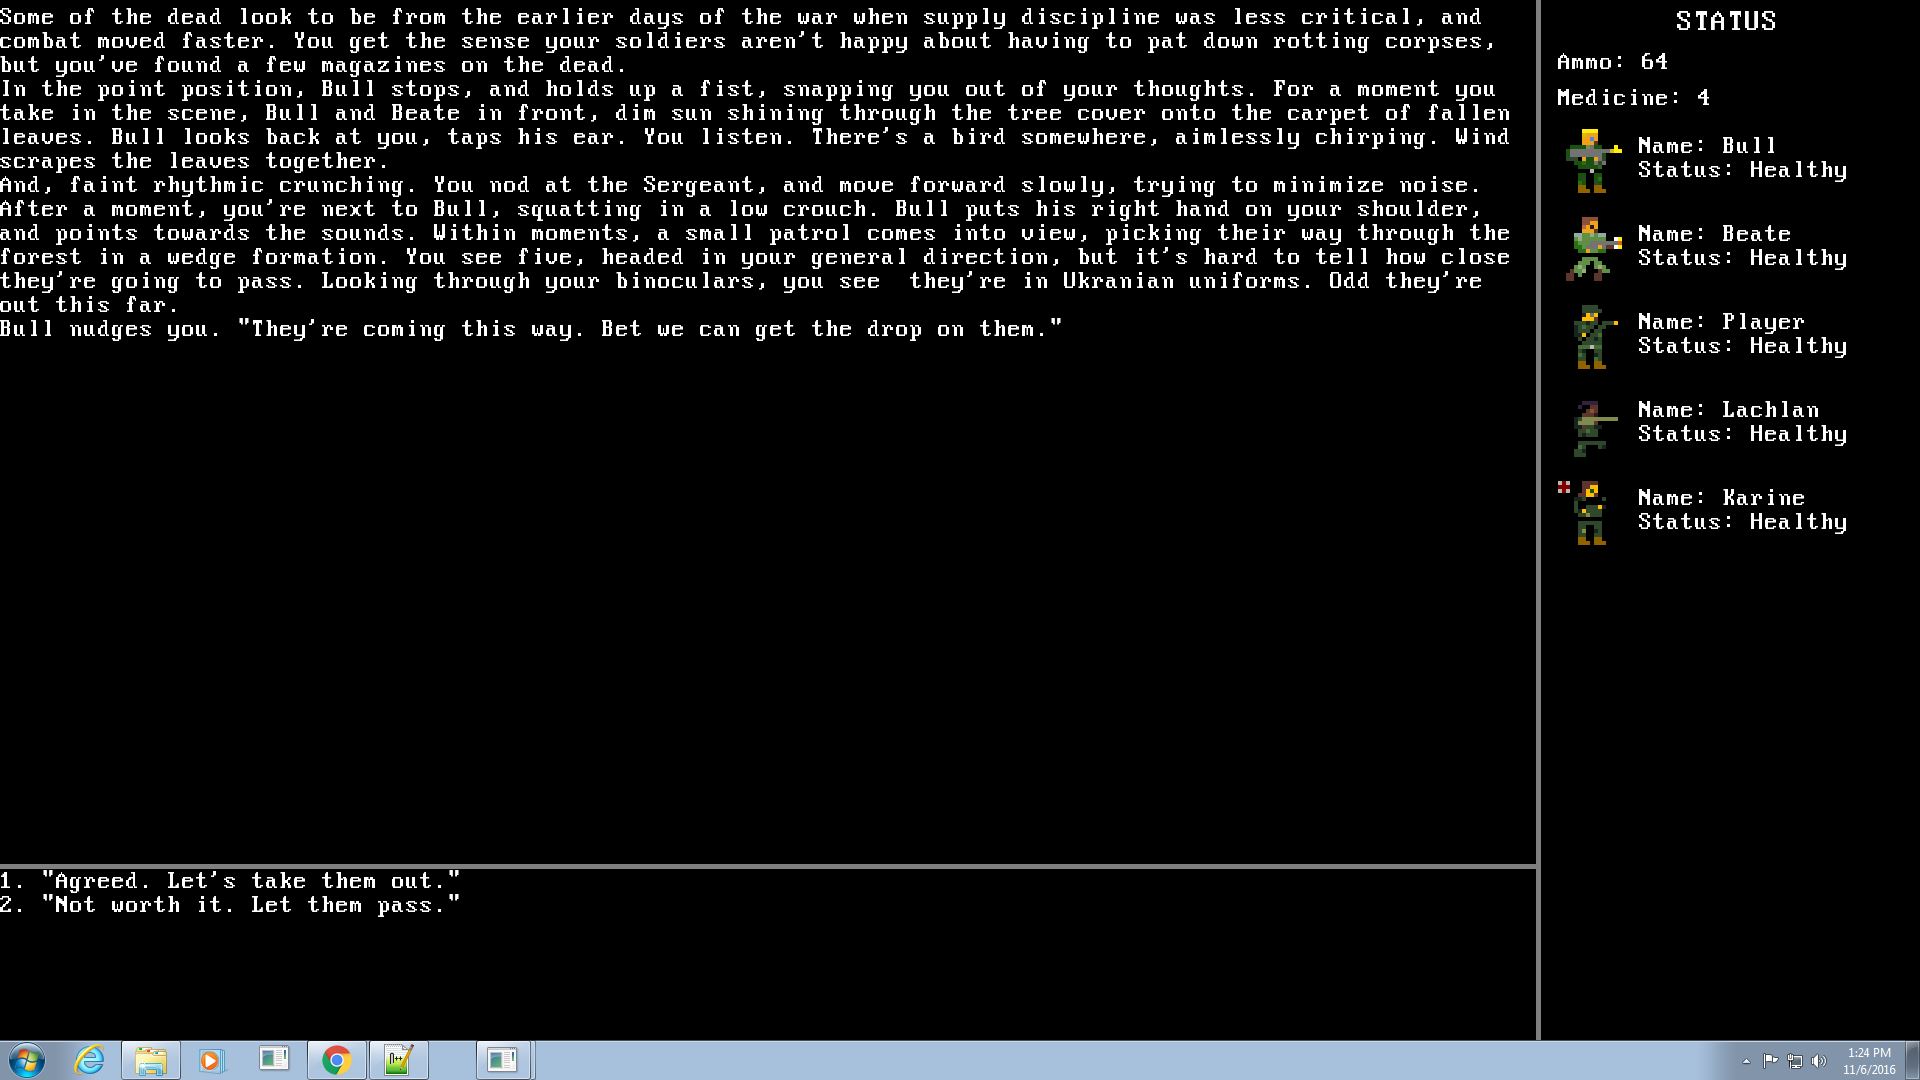 Some of the dead look to be from the earlier days of the war when supply discipline was less critical, and
combat moved faster. You get the sense your soldiers aren't happy about having to pat down rotting corpses,
but you've found a few magazines on the dead.
In the point position, Bull stops, and holds up a fist, snapping you out of your thoughts. For a moment you
take in the scene, Bull and Beate in front, dim sun shining through the tree cover onto the carpet of fallen
leaves. Bull looks back at you, taps his ear. You listen. There's a bird somewhere, aimlessly chirping. Wind
scrapes the leaves together.
And, faint rhythmic crunching. You nod at the Sergeant, and move forward slowly, trying to minimize noise.
After a moment, you're next to Bull, squatting in a low crouch. Bull puts his right hand on your shoulder,
and points towards the sounds. Within moments, a small patrol comes into view, picking their way through the
forest in a wedge formation. You see five, headed in your general direction, but it's hard to tell how close
they're going to pass. Looking through your binoculars, you see  they're in Ukranian uniforms. Odd they're
out this far.
Bull nudges you. "They're coming this way. Bet we can get the drop on them."
1. "Agreed. Let's take them out."
2. "Not worth it. Let them pass."
STATUS
Ammo: 64
Medicine: 4
Name: Bull
Status: Healthy
Name: Beate
Status: Healthy
Name: Player
Status: Healthy
Name: Lachlan
Status: Healthy
Name: Karine
Status: Healthy
1:24 PM
11/6/2016